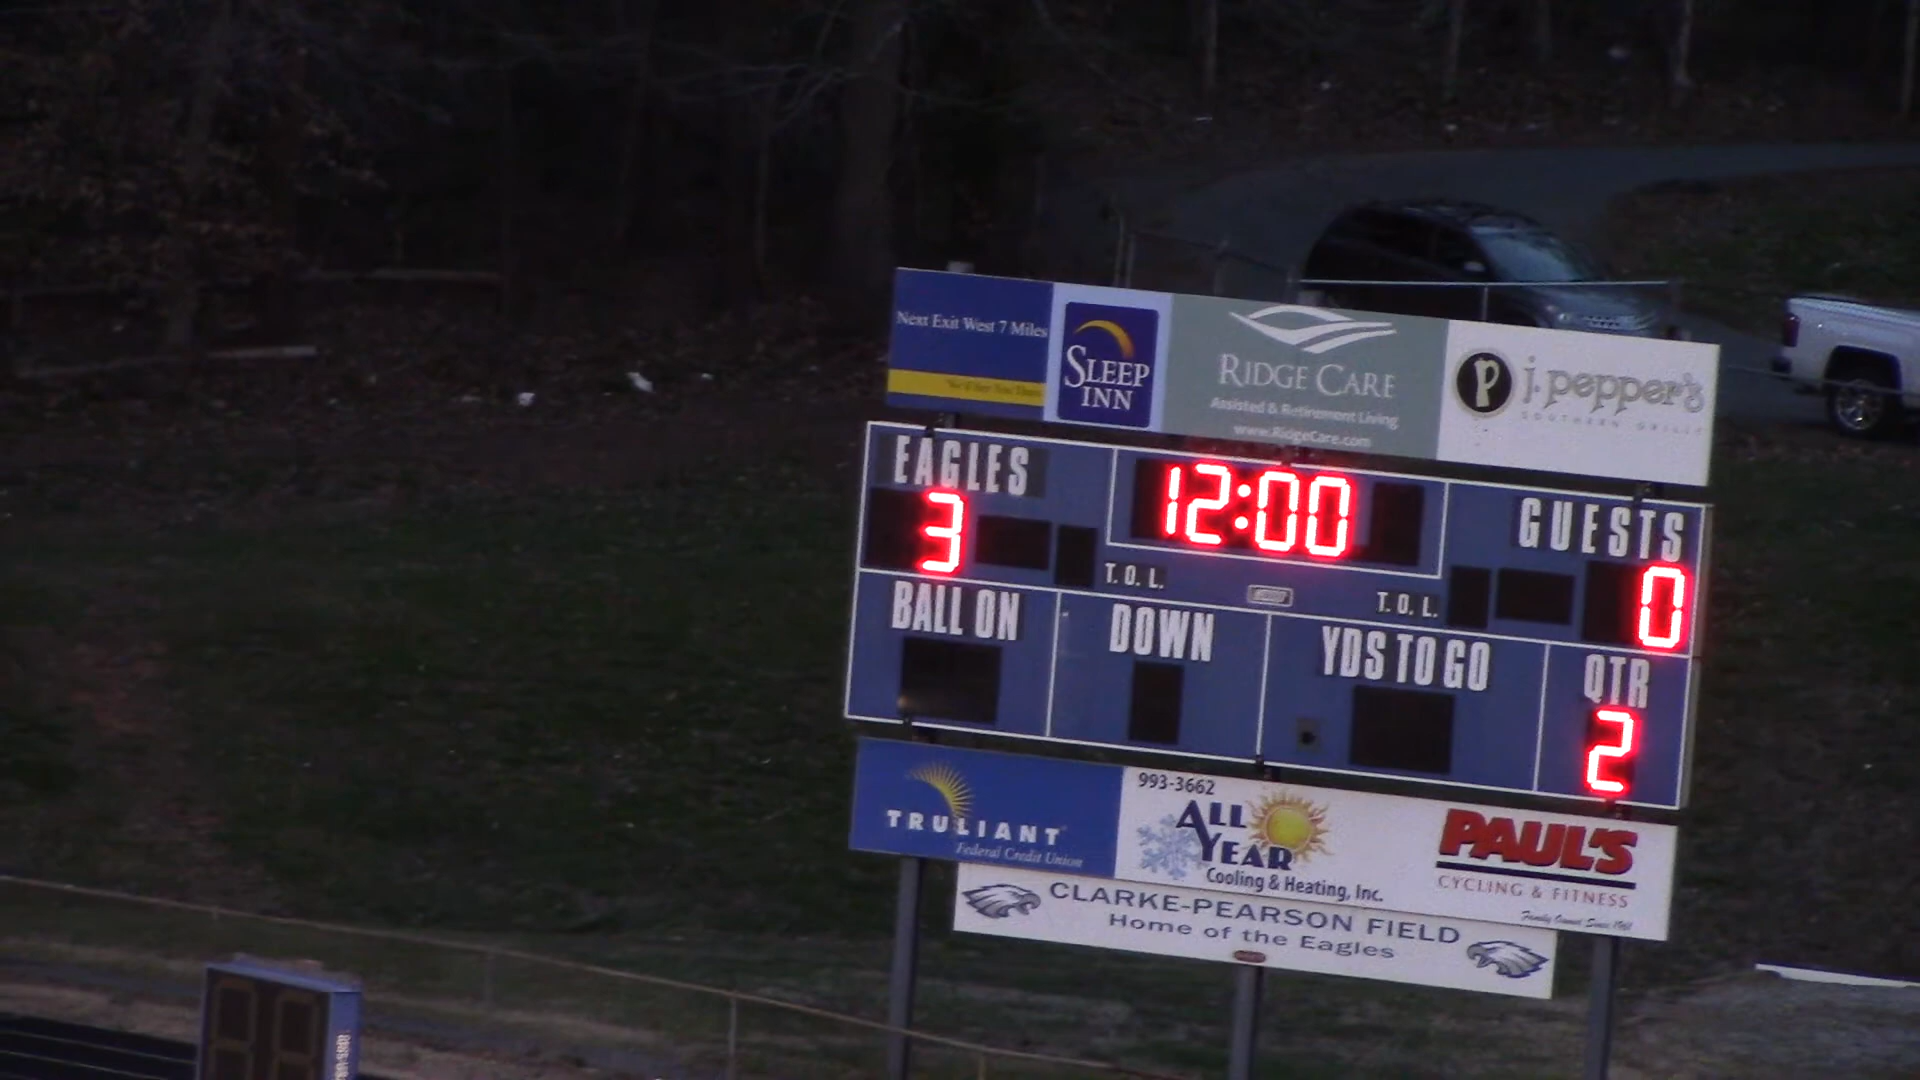 Next Exit West 7 Miles
SLEEP
INN
RIDGE CARE
Assisted & Retirement Living
www.RidgeCare.com
P
j.pepper's
SOUTHERN GRILLE
EAGLES
3
12:00
GUESTS
0
T. O. L.
T. O. L.
BALL ON
DOWN
YDS TO GO
QTR
2
TRULIANT
Federal Credit Union
993-3662
ALL
YEAR
Cooling & Heating, Inc.
PAUL'S
CYCLING & FITNESS
CLARKE-PEARSON FIELD
Home of the Eagles